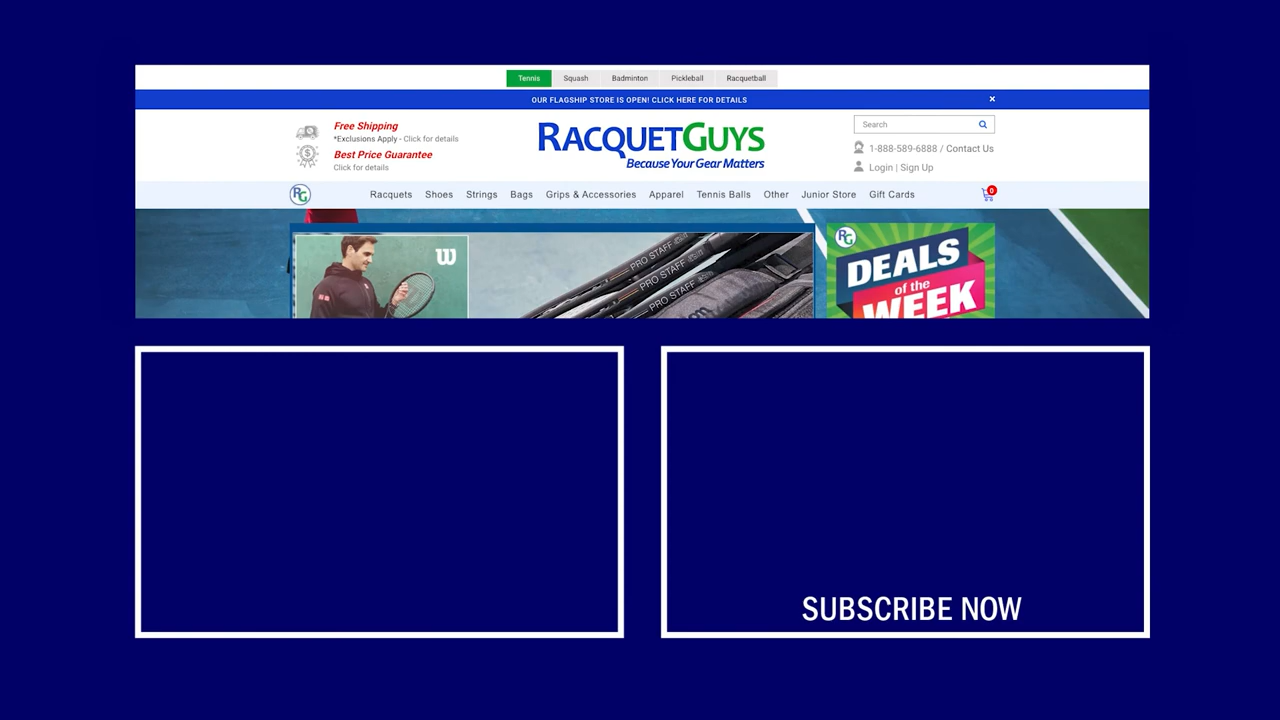 Tennis Squash Badminton Pickleball Racquetball
OUR FLAGSHIP STORE IS OPEN! CLICK HERE FOR DETAILS ×
Free Shipping
*Exclusions Apply - Click for details
Best Price Guarantee
Click for details
RACQUETGUYS
Because Your Gear Matters
Search
1-888-589-6888 / Contact Us
Login | Sign Up
RG Racquets Shoes Strings Bags Grips & Accessories Apparel Tennis Balls Other Junior Store Gift Cards 0
W
PRO STAFF
PRO STAFF
PRO STAFF
RG
DEALS
of the
WEEK
SUBSCRIBE NOW